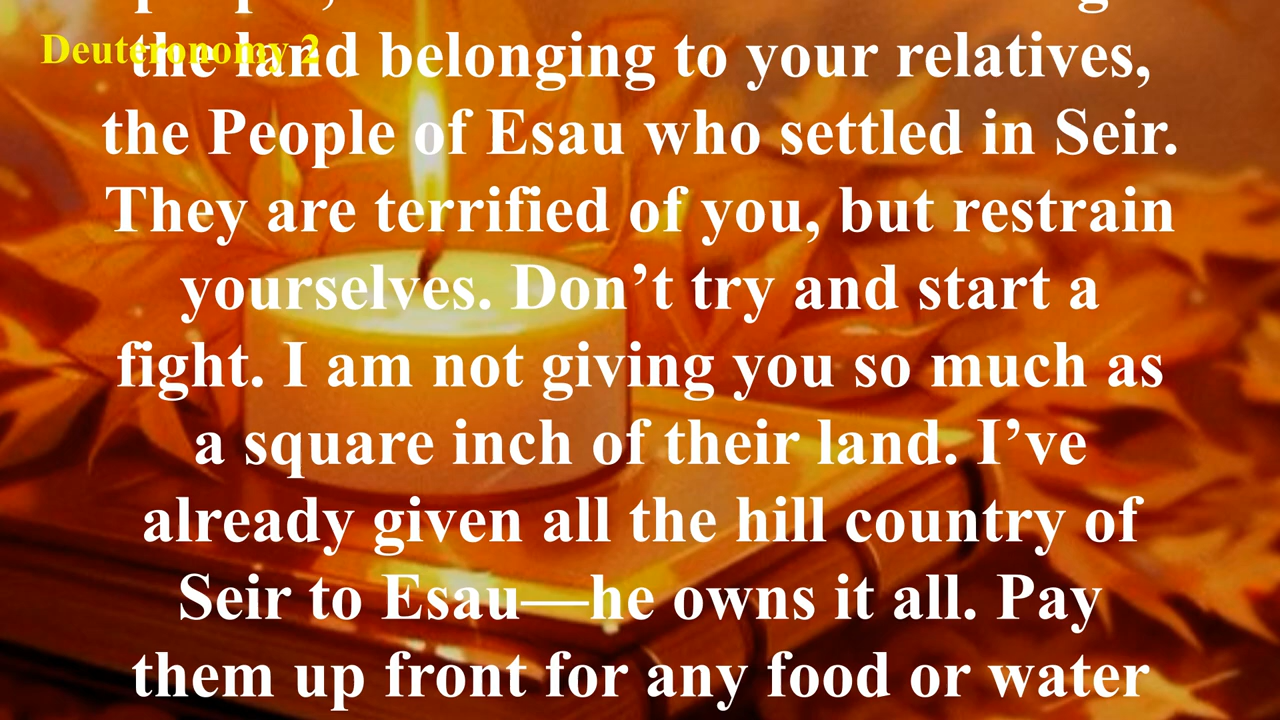 Deuteronomy 2
the land belonging to your relatives,
the People of Esau who settled in Seir.
They are terrified of you, but restrain
yourselves. Don’t try and start a
fight. I am not giving you so much as
a square inch of their land. I’ve
already given all the hill country of
Seir to Esau—he owns it all. Pay
them up front for any food or water